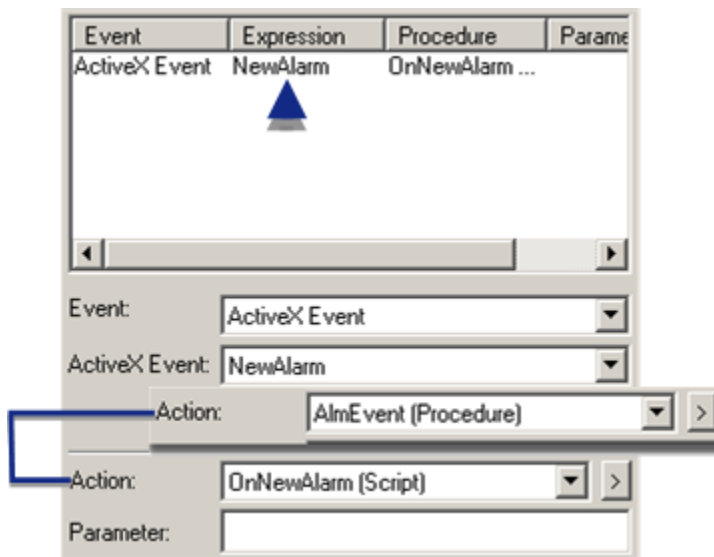 Event Expression Procedure Parame
ActiveX Event NewAlarm OnNewAlarm ...
Event: ActiveX Event
ActiveX Event: NewAlarm
Action: AlmEvent (Procedure) >
Action: OnNewAlarm (Script) >
Parameter: